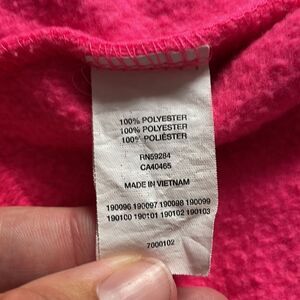 100% POLYESTER
100% POLYESTER
100% POLIÉSTER
RN59284
CA40465
MADE IN VIETNAM
190096 190097 190098 190099
190100 190101 190102 190103
7000102